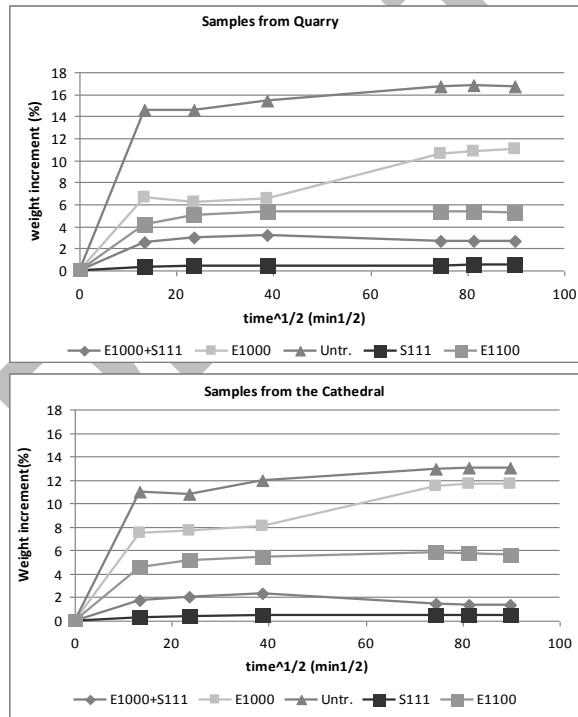 Samples from Quarry
weight increment (%)
18
16
14
12
10
8
6
4
2
0
0 20 40 60 80 100
time^1/2 (min1/2)
E1000+S111 E1000 Untr. S111 E1100
Samples from the Cathedral
Weight increment(%)
18
16
14
12
10
8
6
4
2
0
0 20 40 60 80 100
time^1/2 (min1/2)
E1000+S111 E1000 Untr. S111 E1100